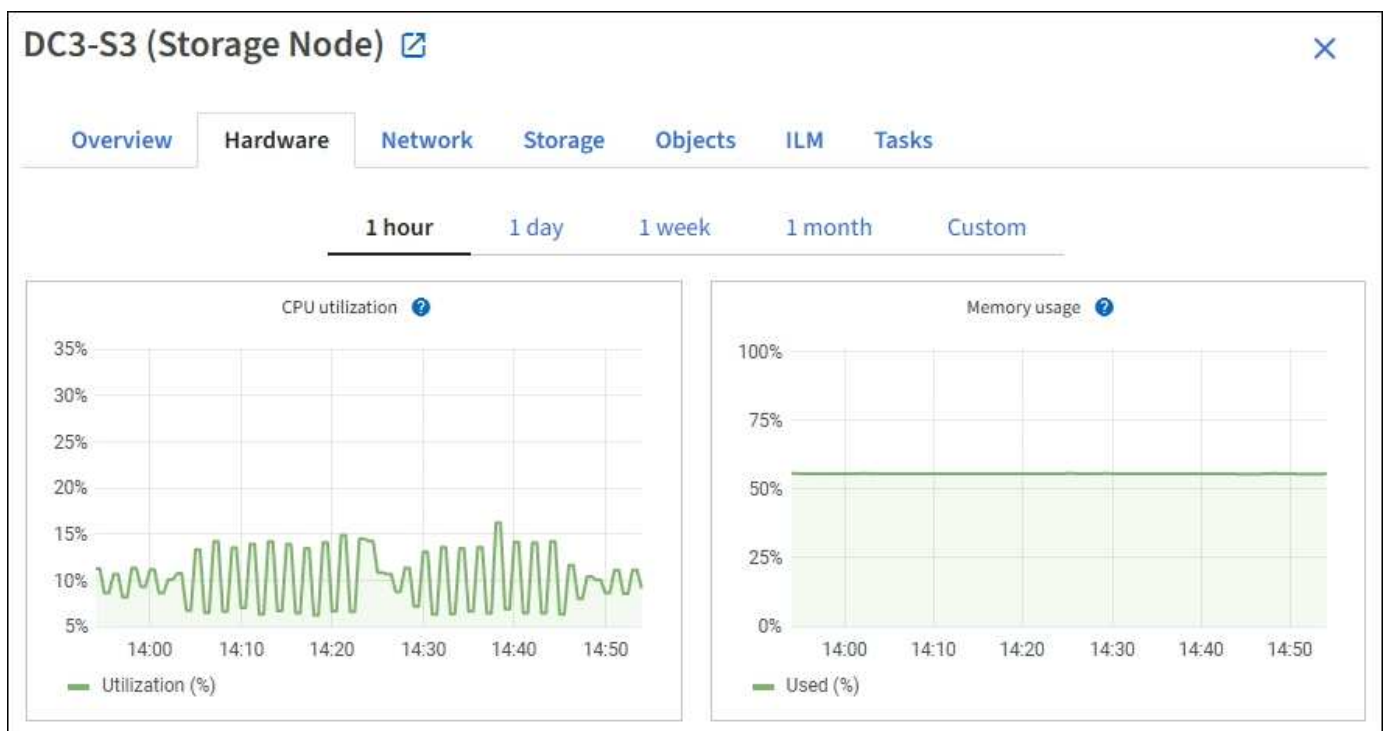 DC3-S3 (Storage Node)
Overview Hardware Network Storage Objects ILM Tasks
1 hour 1 day 1 week 1 month Custom
CPU utilization ?
35%
30%
25%
20%
15%
10%
5%
14:00 14:10 14:20 14:30 14:40 14:50
Utilization (%)
Memory usage ?
100%
75%
50%
25%
0%
14:00 14:10 14:20 14:30 14:40 14:50
Used (%)